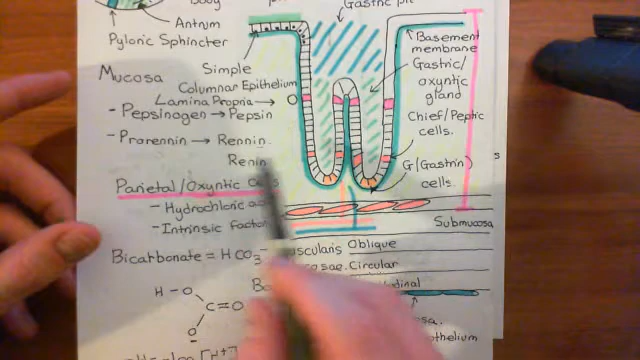 body
Gastric pit
Antrum
Pyloric Sphincter
Basement
membrane
Mucosa
Simple
Columnar Epithelium
Gastric/
oxyntic
gland
Lamina Propria → O
- Pepsinogen → Pepsin
Chief/Peptic
cells.
- Prorennin → Rennin
Renin
G (Gastrin)
cells.
s
Parietal/Oxyntic
- Hydrochloric
- Intrinsic factor
Submucosa
Bicarbonate = HCO3-
Oblique
Circular
H - O
C = O
O